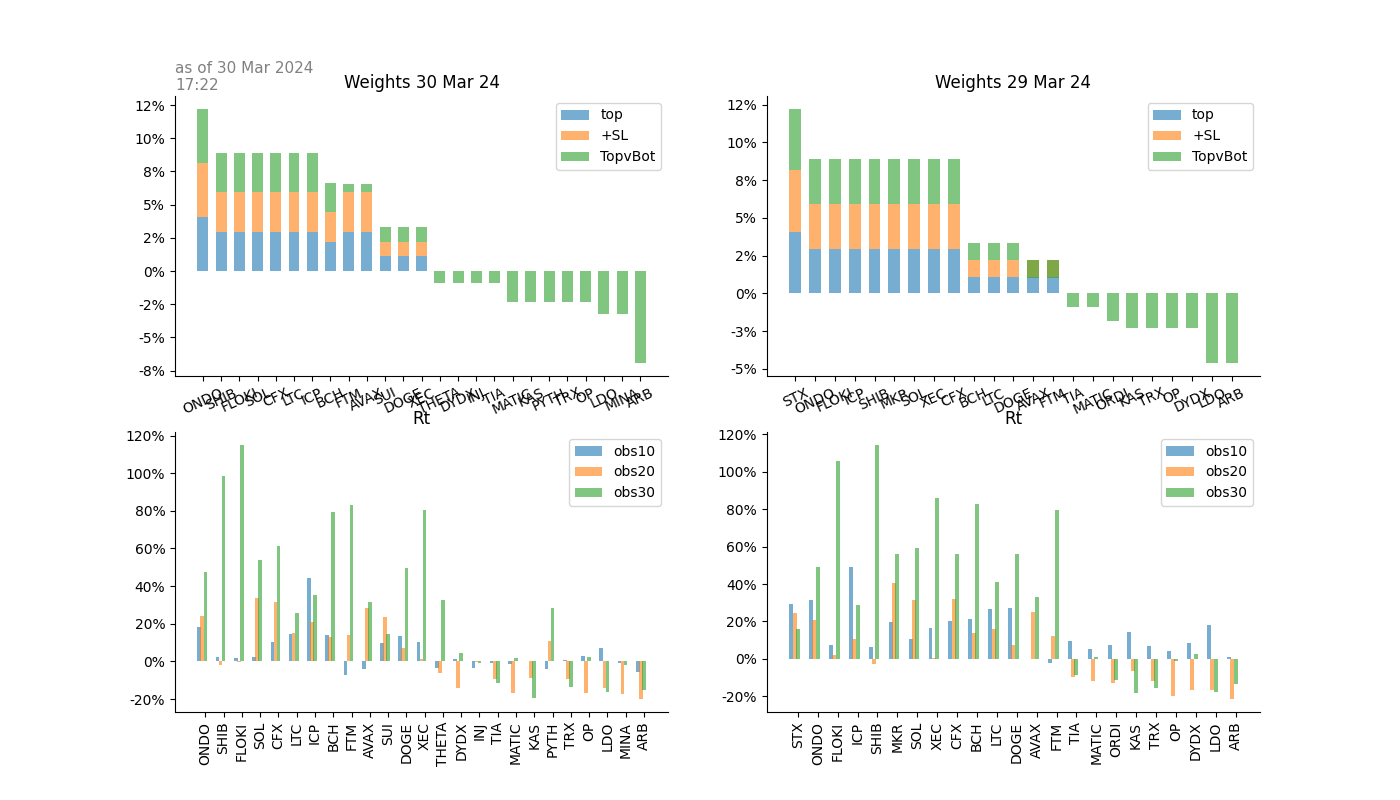 as of 30 Mar 2024
17:22
Weights 30 Mar 24
12%
10%
8%
5%
2%
0%
-2%
-5%
-8%
top
+SL
TopvBot
ONDO
SHIB
FLOKI
SOL
CFX
LTC
ICP
BCH
FTM
AVAX
SUI
DOGE
XEC
THETA
DYDX
INJ
TIA
MATIC
KAS
PYTH
TRX
OP
LDO
MINA
ARB
Weights 29 Mar 24
12%
10%
8%
5%
2%
0%
-3%
-5%
top
+SL
TopvBot
STX
ONDO
FLOKI
ICP
SHIB
MKR
SOL
XEC
CFX
BCH
LTC
DOGE
AVAX
FTM
TIA
MATIC
ORDI
KAS
TRX
OP
DYDX
LDO
ARB
Rt
120%
100%
80%
60%
40%
20%
0%
-20%
obs10
obs20
obs30
ONDO
SHIB
FLOKI
SOL
CFX
LTC
ICP
BCH
FTM
AVAX
SUI
DOGE
XEC
THETA
DYDX
INJ
TIA
MATIC
KAS
PYTH
TRX
OP
LDO
MINA
ARB
Rt
120%
100%
80%
60%
40%
20%
0%
-20%
obs10
obs20
obs30
STX
ONDO
FLOKI
ICP
SHIB
MKR
SOL
XEC
CFX
BCH
LTC
DOGE
AVAX
FTM
TIA
MATIC
ORDI
KAS
TRX
OP
DYDX
LDO
ARB